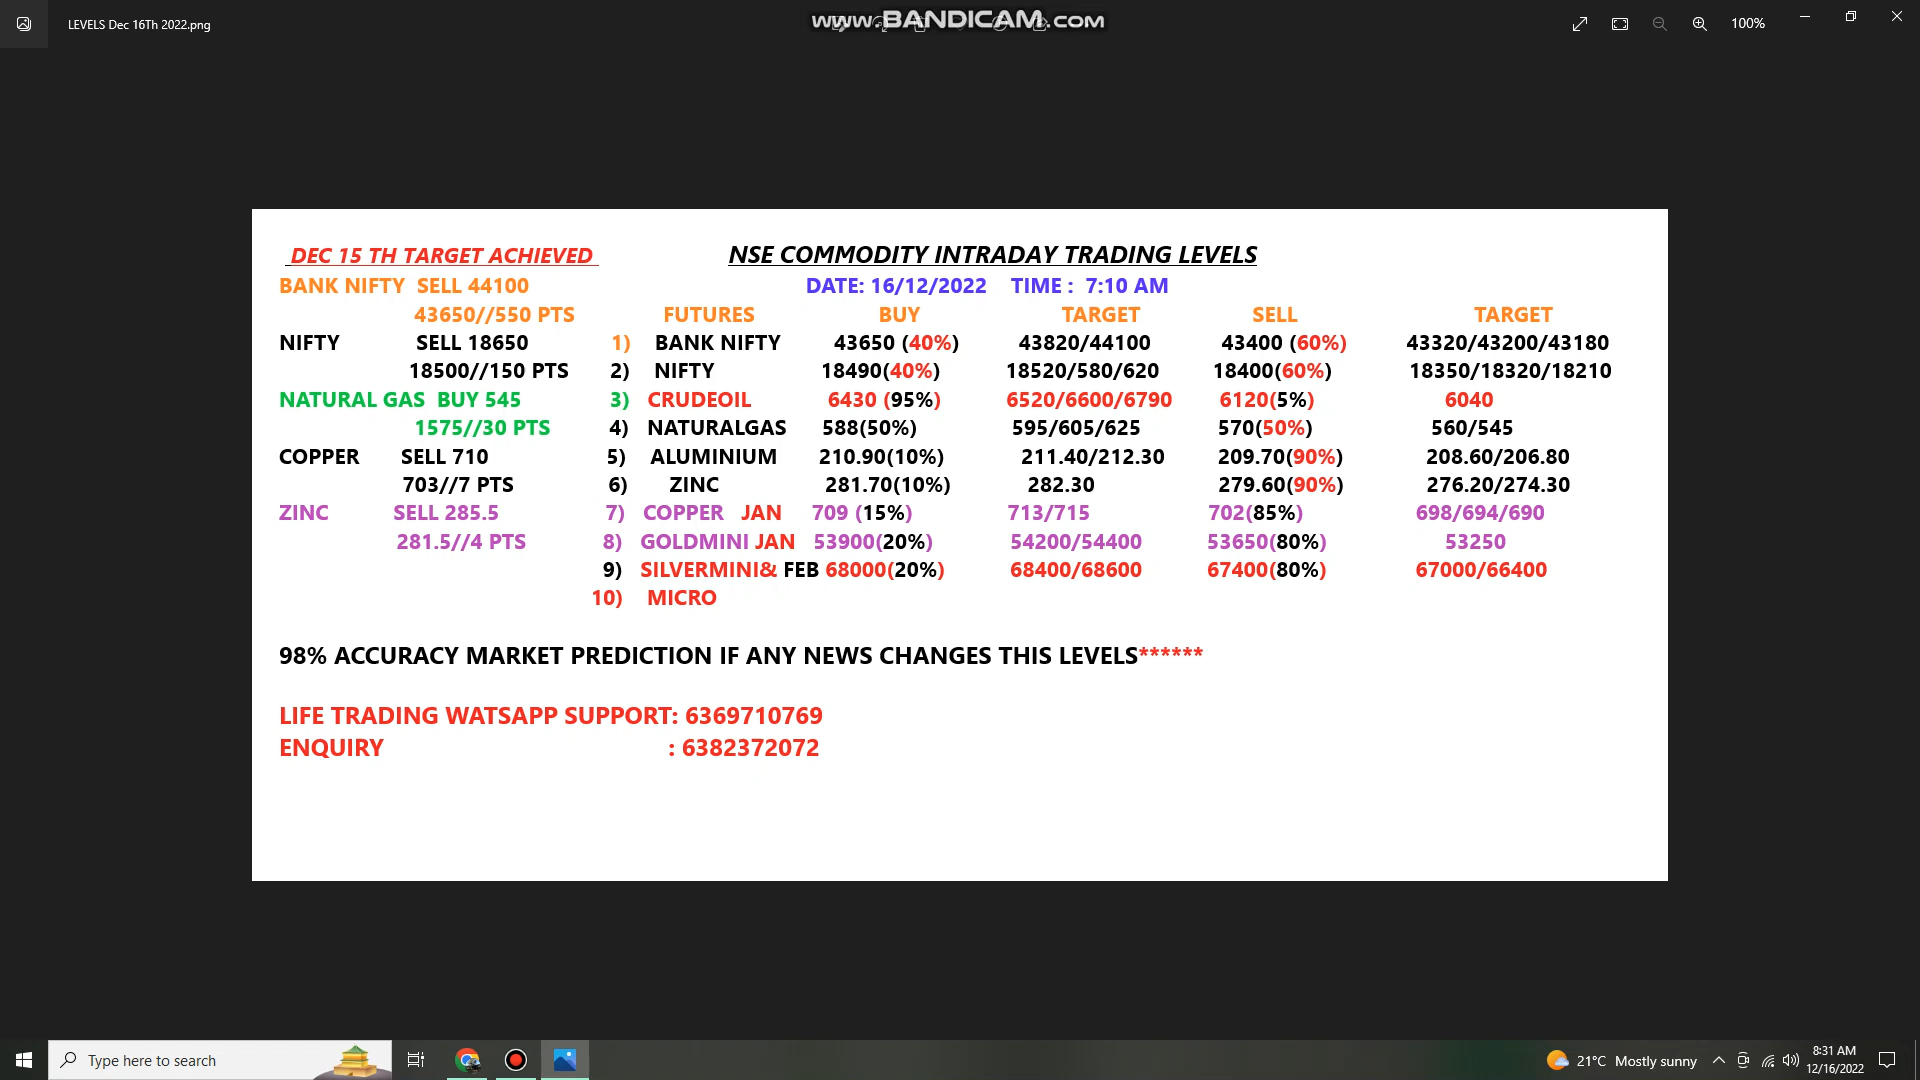 LEVELS Dec 16Th 2022.png
www.BANDICAM.com
100%
DEC 15 TH TARGET ACHIEVED NSE COMMODITY INTRADAY TRADING LEVELS
BANK NIFTY SELL 44100 DATE: 16/12/2022 TIME : 7:10 AM
43650//550 PTS FUTURES BUY TARGET SELL TARGET
NIFTY SELL 18650 1) BANK NIFTY 43650 (40%) 43820/44100 43400 (60%) 43320/43200/43180
18500//150 PTS 2) NIFTY 18490(40%) 18520/580/620 18400(60%) 18350/18320/18210
NATURAL GAS BUY 545 3) CRUDEOIL 6430 (95%) 6520/6600/6790 6120(5%) 6040
1575//30 PTS 4) NATURALGAS 588(50%) 595/605/625 570(50%) 560/545
COPPER SELL 710 5) ALUMINIUM 210.90(10%) 211.40/212.30 209.70(90%) 208.60/206.80
703//7 PTS 6) ZINC 281.70(10%) 282.30 279.60(90%) 276.20/274.30
ZINC SELL 285.5 7) COPPER JAN 709 (15%) 713/715 702(85%) 698/694/690
281.5//4 PTS 8) GOLDMINI JAN 53900(20%) 54200/54400 53650(80%) 53250
9) SILVERMINI& FEB 68000(20%) 68400/68600 67400(80%) 67000/66400
10) MICRO
98% ACCURACY MARKET PREDICTION IF ANY NEWS CHANGES THIS LEVELS******
LIFE TRADING WATSAPP SUPPORT: 6369710769
ENQUIRY : 6382372072
Type here to search
21°C Mostly sunny
8:31 AM
12/16/2022